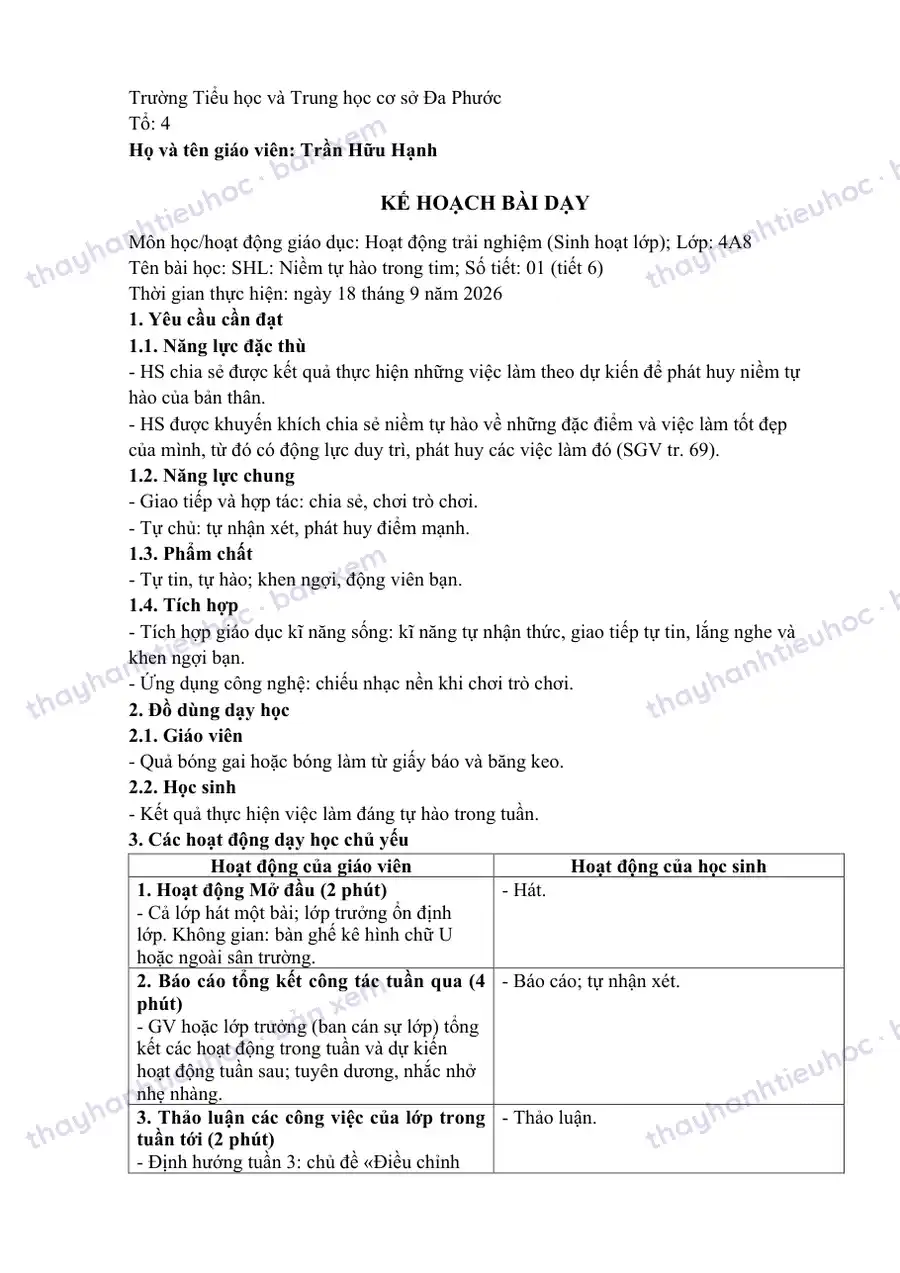 Trường Tiểu học và Trung học cơ sở Đa Phước
Tổ: 4
Họ và tên giáo viên: Trần Hữu Hạnh
KẾ HOẠCH BÀI DẠY
Môn học/hoạt động giáo dục: Hoạt động trải nghiệm (Sinh hoạt lớp); Lớp: 4A8
Tên bài học: SHL: Niềm tự hào trong tim; Số tiết: 01 (tiết 6)
Thời gian thực hiện: ngày 18 tháng 9 năm 2026
1. Yêu cầu cần đạt
1.1. Năng lực đặc thù
- HS chia sẻ được kết quả thực hiện những việc làm theo dự kiến để phát huy niềm tự
hào của bản thân.
- HS được khuyến khích chia sẻ niềm tự hào về những đặc điểm và việc làm tốt đẹp
của mình, từ đó có động lực duy trì, phát huy các việc làm đó (SGV tr. 69).
1.2. Năng lực chung
- Giao tiếp và hợp tác: chia sẻ, chơi trò chơi.
- Tự chủ: tự nhận xét, phát huy điểm mạnh.
1.3. Phẩm chất
- Tự tin, tự hào; khen ngợi, động viên bạn.
1.4. Tích hợp
- Tích hợp giáo dục kĩ năng sống: kĩ năng tự nhận thức, giao tiếp tự tin, lắng nghe và
khen ngợi bạn.
- Ứng dụng công nghệ: chiếu nhạc nền khi chơi trò chơi.
2. Đồ dùng dạy học
2.1. Giáo viên
- Quả bóng gai hoặc bóng làm từ giấy báo và băng keo.
2.2. Học sinh
- Kết quả thực hiện việc làm đáng tự hào trong tuần.
3. Các hoạt động dạy học chủ yếu
Hoạt động của giáo viên
Hoạt động của học sinh
1. Hoạt động Mở đầu (2 phút)
- Cả lớp hát một bài; lớp trưởng ổn định
lớp. Không gian: bàn ghế kê hình chữ U
hoặc ngoài sân trường.
- Hát.
2. Báo cáo tổng kết công tác tuần qua (4
phút)
- GV hoặc lớp trưởng (ban cán sự lớp) tổng
kết các hoạt động trong tuần và dự kiến
hoạt động tuần sau; tuyên dương, nhắc nhở
nhẹ nhàng.
- Báo cáo; tự nhận xét.
3. Thảo luận các công việc của lớp trong
tuần tới (2 phút)
- Định hướng tuần 3: chủ đề «Điều chỉnh
- Thảo luận.
thayhanhtieuhoc · bản xem
thayhanhtieuhoc · b
thayhanhtieuhoc · bản xem
thayhanhtieuhoc · b
thayhanhtieuhoc · bản xem
thayhanhtieuhoc · b